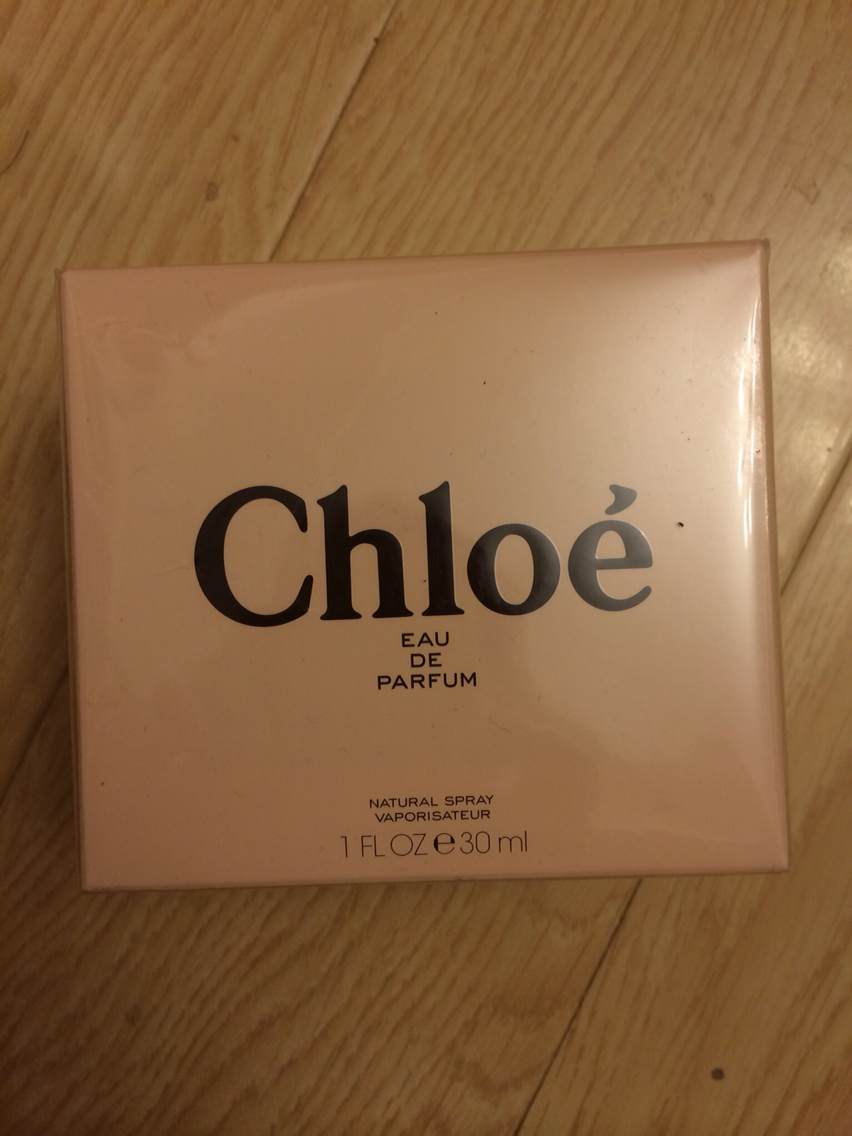 Chloé
EAU
DE
PARFUM
NATURAL SPRAY
VAPORISATEUR
1 FL OZ e 30 ml